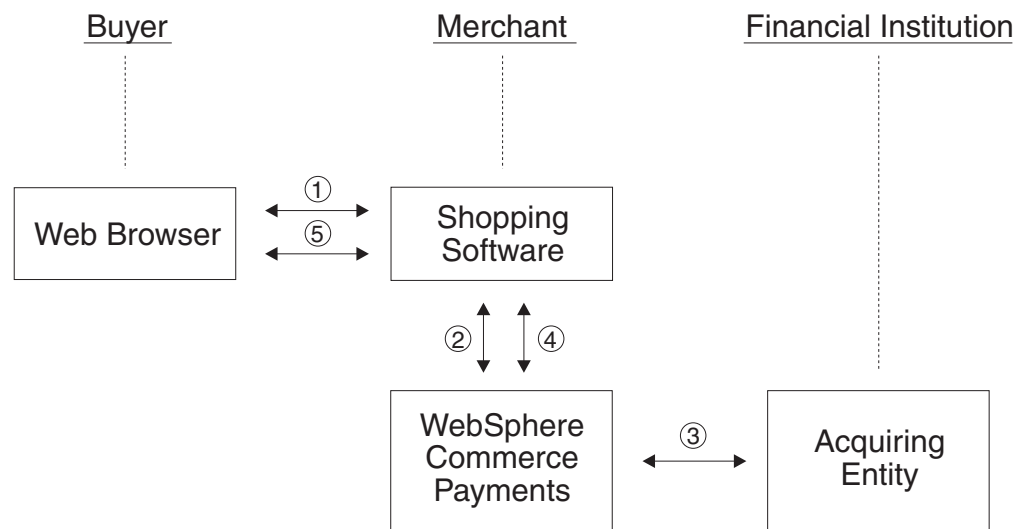 Buyer
Merchant
Financial Institution
Web Browser
①
⑤
Shopping
Software
②
④
WebSphere
Commerce
Payments
③
Acquiring
Entity